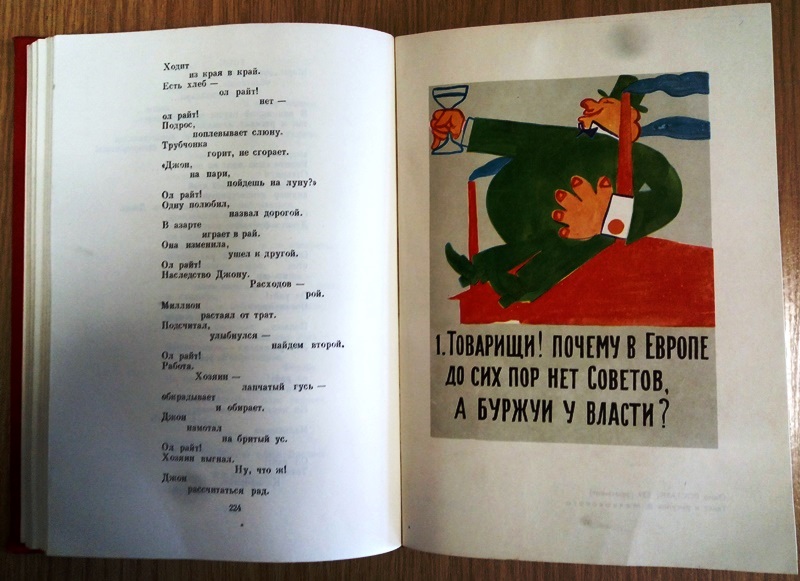 Ходит
из края в край.
Есть хлеб —
ол райт!
нет —
ол райт!
Подрос,
поплевывает слюну.
Трубчонка
горит, не сгорает.
«Джон,
на пари,
пойдешь на луну?»
Ол райт!
Одну полюбил,
назвал дорогой.
В азарте
играет в рай.
Она изменила,
ушел к другой.
Ол райт!
Наследство Джону.
Расходов —
рой.
Миллион
растаял от трат.
Подсчитал,
улыбнулся —
найдем второй.
Ол райт!
Работа.
Хозяин —
лапчатый гусь —
обкрадывает
и обирает.
Джон
намотал
на бритый ус.
Ол райт!
Хозяин выгнал.
Ну, что ж!
Джон
рассчитаться рад.
224
1. Товарищи! почему в Европе
до сих пор нет Советов,
а буржуи у власти?